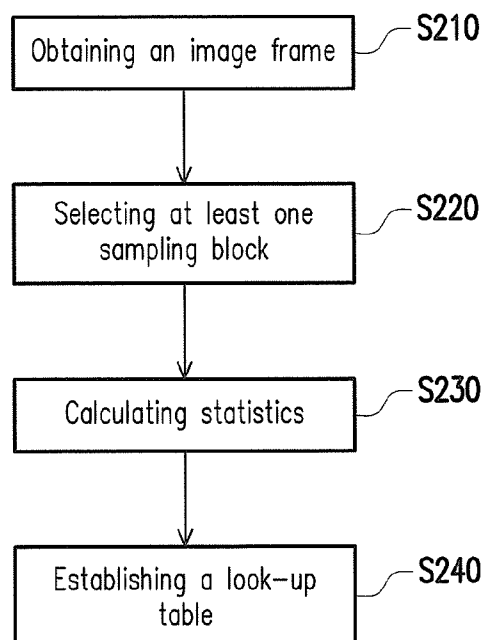 Obtaining an image frame
S210
Selecting at least one
sampling block
S220
Calculating statistics
S230
Establishing a look-up
table
S240